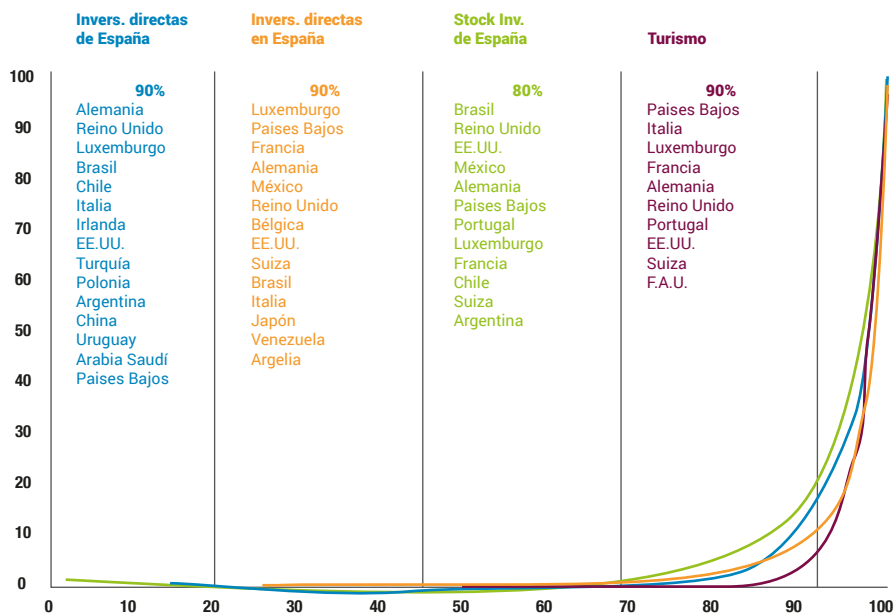 Invers. directas
de España
Invers. directas
en España
Stock Inv.
de España
Turismo
90%
Alemania
Reino Unido
Luxemburgo
Brasil
Chile
Italia
Irlanda
EE.UU.
Turquía
Polonia
Argentina
China
Uruguay
Arabia Saudí
Paises Bajos
90%
Luxemburgo
Paises Bajos
Francia
Alemania
México
Reino Unido
Bélgica
EE.UU.
Suiza
Brasil
Italia
Japón
Venezuela
Argelia
80%
Brasil
Reino Unido
EE.UU.
México
Alemania
Paises Bajos
Portugal
Luxemburgo
Francia
Chile
Suiza
Argentina
90%
Paises Bajos
Italia
Luxemburgo
Francia
Alemania
Reino Unido
Portugal
EE.UU.
Suiza
F.A.U.
100
90
80
70
60
50
40
30
20
10
0
0 10 20 30 40 50 60 70 80 90 100